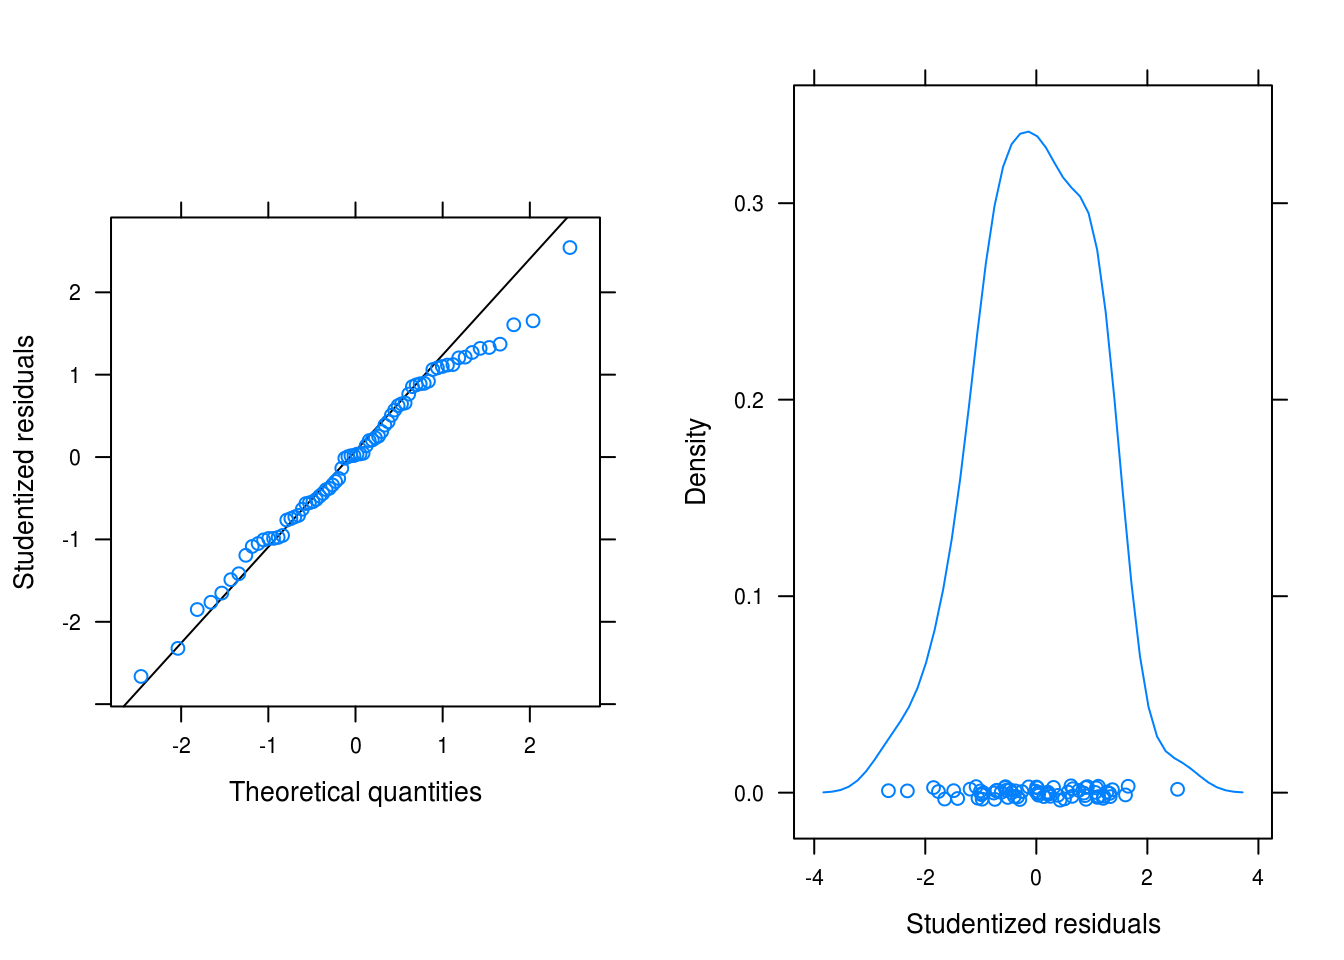 Studentized residuals
2
1
0
-1
-2
-2 -1 0 1 2
Theoretical quantities
Density
0.3
0.2
0.1
0.0
-4 -2 0 2 4
Studentized residuals